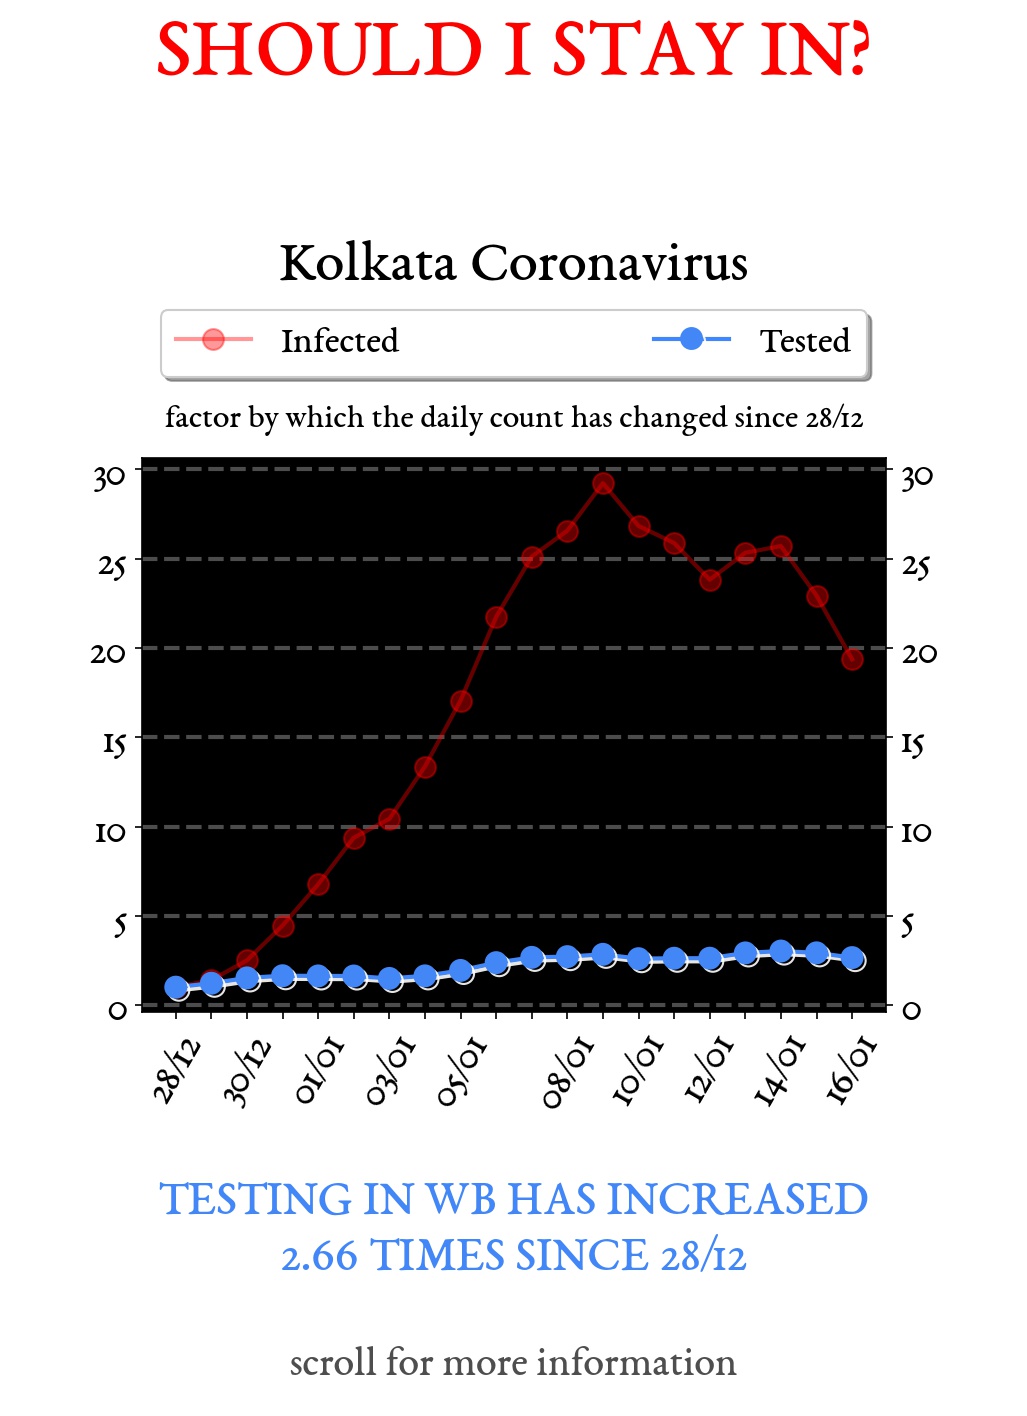 SHOULD I STAY IN?
Kolkata Coronavirus
Infected Tested
factor by which the daily count has changed since 28/12
30 30
25 25
20 20
15 15
10 10
5 5
0 0
28/12 30/12 01/01 03/01 05/01 08/01 10/01 12/01 14/01 16/01
TESTING IN WB HAS INCREASED
2.66 TIMES SINCE 28/12
scroll for more information